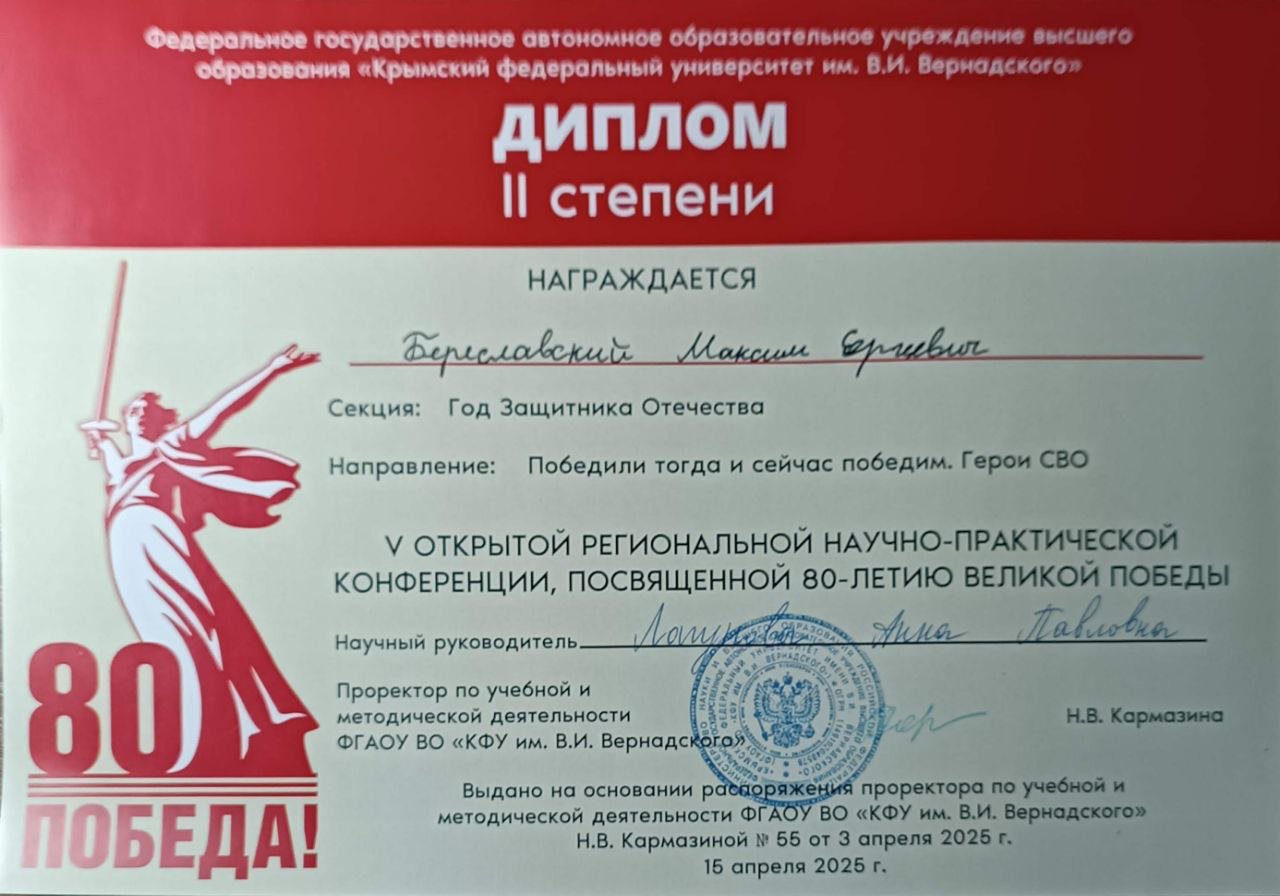 Федеральное государственное автономное образовательное учреждение высшего
образования «Крымский федеральный университет им. В.И. Вернадского»
ДИПЛОМ
II степени
НАГРАЖДАЕТСЯ
Береславский Максим Сергеевич
Секция: Год Защитника Отечества
Направление: Победили тогда и сейчас победим. Герои СВО
V ОТКРЫТОЙ РЕГИОНАЛЬНОЙ НАУЧНО-ПРАКТИЧЕСКОЙ
КОНФЕРЕНЦИИ, ПОСВЯЩЕННОЙ 80-ЛЕТИЮ ВЕЛИКОЙ ПОБЕДЫ
Научный руководитель Анна Павловна
Проректор по учебной и
методической деятельности
ФГАОУ ВО «КФУ им. В.И. Вернадского»
Н.В. Кармазина
Выдано на основании распоряжения проректора по учебной и
методической деятельности ФГАОУ ВО «КФУ им. В.И. Вернадского»
Н.В. Кармазиной № 55 от 3 апреля 2025 г.
15 апреля 2025 г.
80
ПОБЕДА!